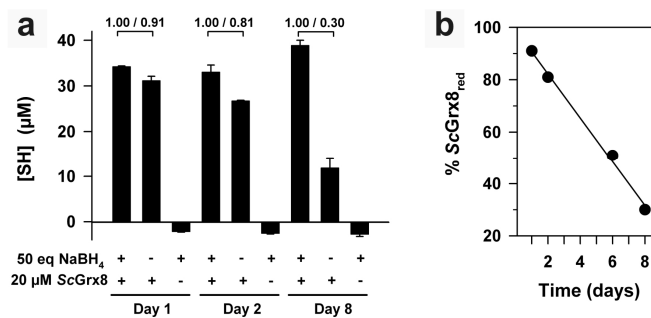 a
1.00 / 0.91
1.00 / 0.81
1.00 / 0.30
[SH] (µM)
40
30
20
10
0
50 eq NaBH₄ + - + + - + + - +
20 µM ScGrx8 + + - + + - + + -
Day 1 Day 2 Day 8
b
% ScGrx8red
100
80
60
40
20
2 4 6 8
Time (days)